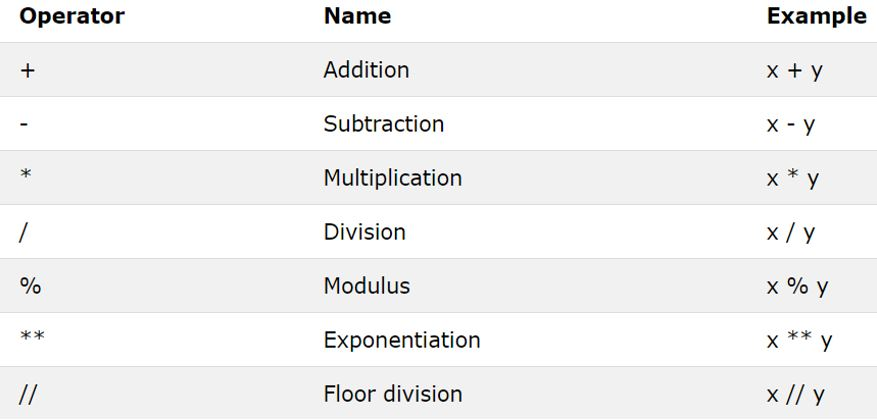 Operator Name Example
+ Addition x + y
- Subtraction x - y
* Multiplication x * y
/ Division x / y
% Modulus x % y
** Exponentiation x ** y
// Floor division x // y